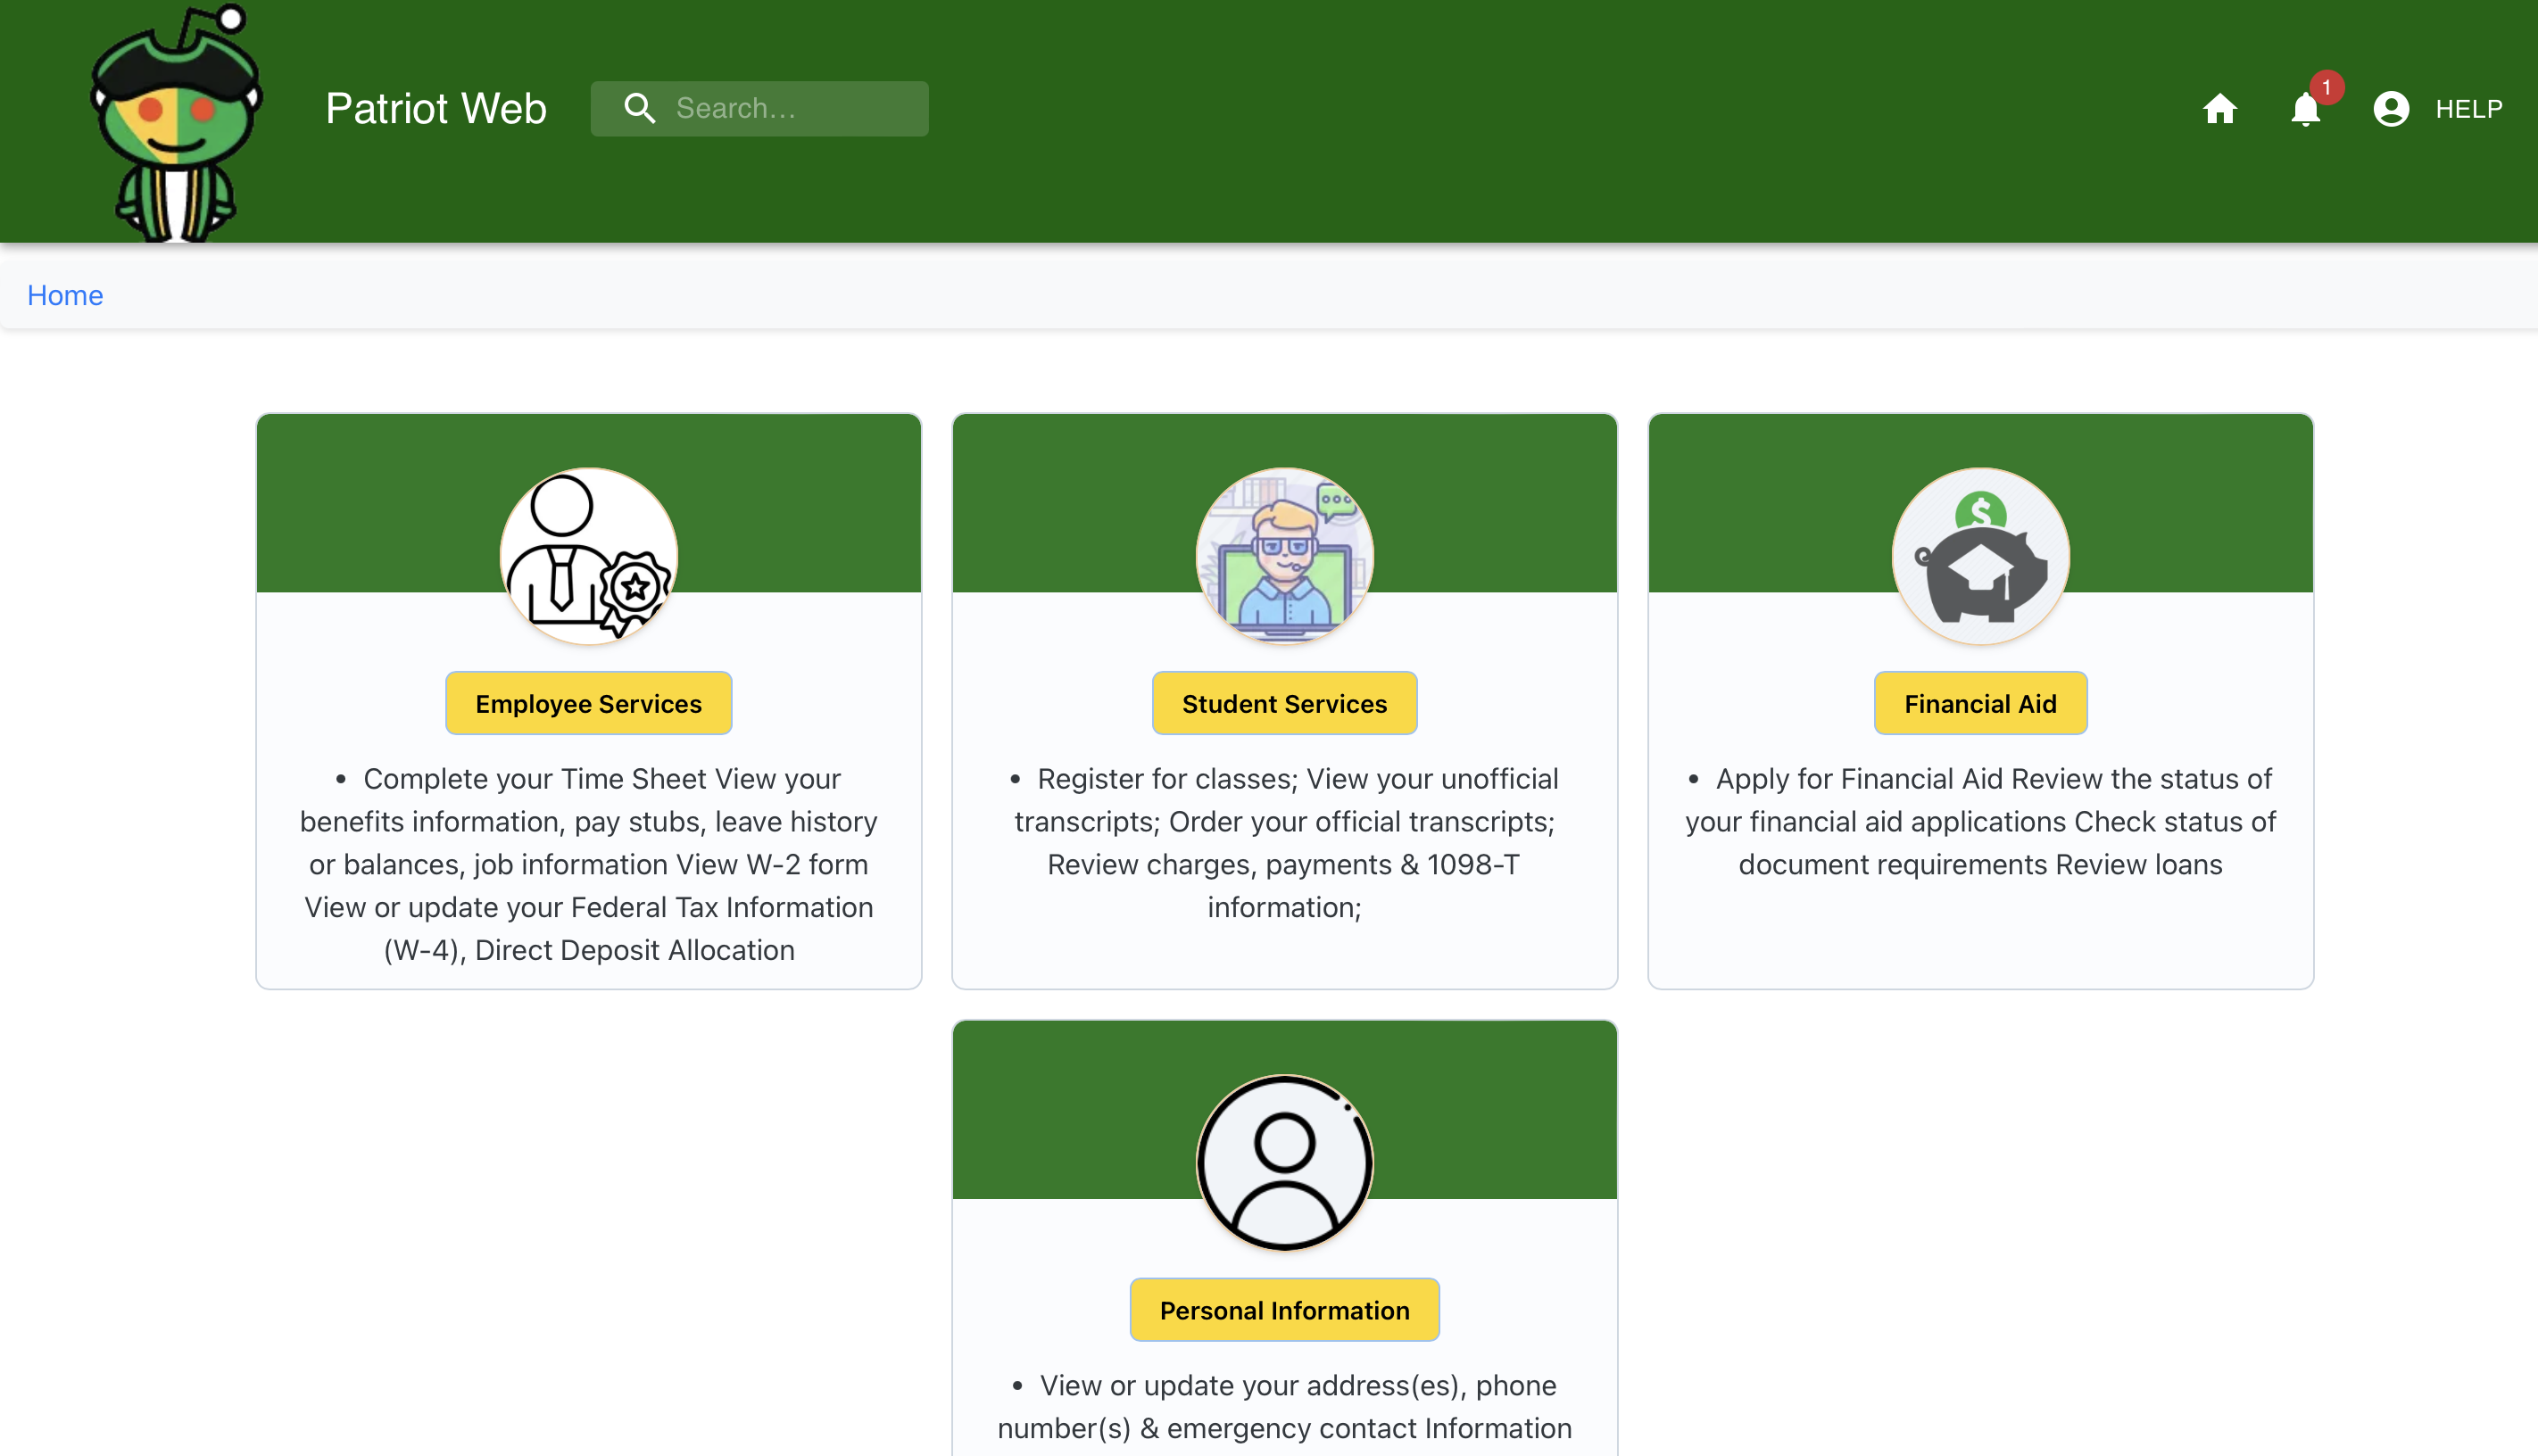 Patriot Web
Search...
1
HELP
Home
Employee Services
• Complete your Time Sheet View your
benefits information, pay stubs, leave history
or balances, job information View W-2 form
View or update your Federal Tax Information
(W-4), Direct Deposit Allocation
Student Services
• Register for classes; View your unofficial
transcripts; Order your official transcripts;
Review charges, payments & 1098-T
information;
$
Financial Aid
• Apply for Financial Aid Review the status of
your financial aid applications Check status of
document requirements Review loans
Personal Information
• View or update your address(es), phone
number(s) & emergency contact Information